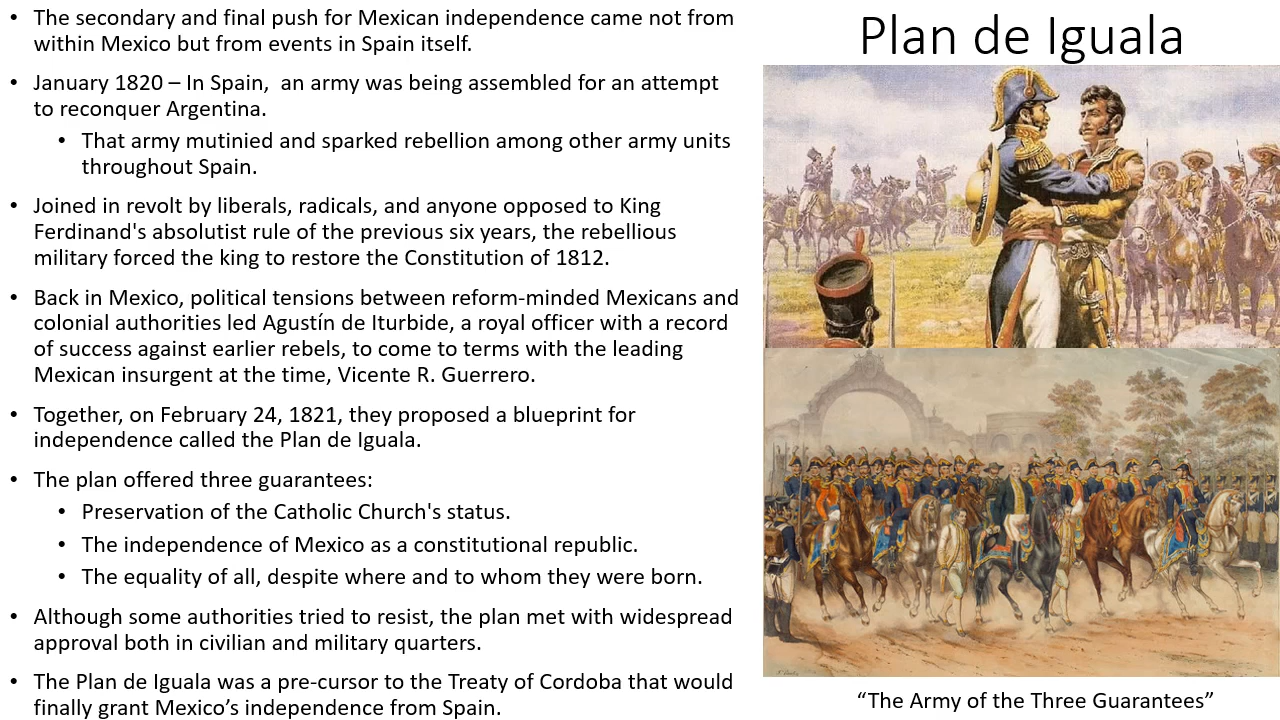 Plan de Iguala
• The secondary and final push for Mexican independence came not from
within Mexico but from events in Spain itself.
• January 1820 – In Spain,  an army was being assembled for an attempt
to reconquer Argentina.
• That army mutinied and sparked rebellion among other army units
throughout Spain.
• Joined in revolt by liberals, radicals, and anyone opposed to King
Ferdinand's absolutist rule of the previous six years, the rebellious
military forced the king to restore the Constitution of 1812.
• Back in Mexico, political tensions between reform-minded Mexicans and
colonial authorities led Agustín de Iturbide, a royal officer with a record
of success against earlier rebels, to come to terms with the leading
Mexican insurgent at the time, Vicente R. Guerrero.
• Together, on February 24, 1821, they proposed a blueprint for
independence called the Plan de Iguala.
• The plan offered three guarantees:
• Preservation of the Catholic Church's status.
• The independence of Mexico as a constitutional republic.
• The equality of all, despite where and to whom they were born.
• Although some authorities tried to resist, the plan met with widespread
approval both in civilian and military quarters.
• The Plan de Iguala was a pre-cursor to the Treaty of Cordoba that would
finally grant Mexico’s independence from Spain.
“The Army of the Three Guarantees”